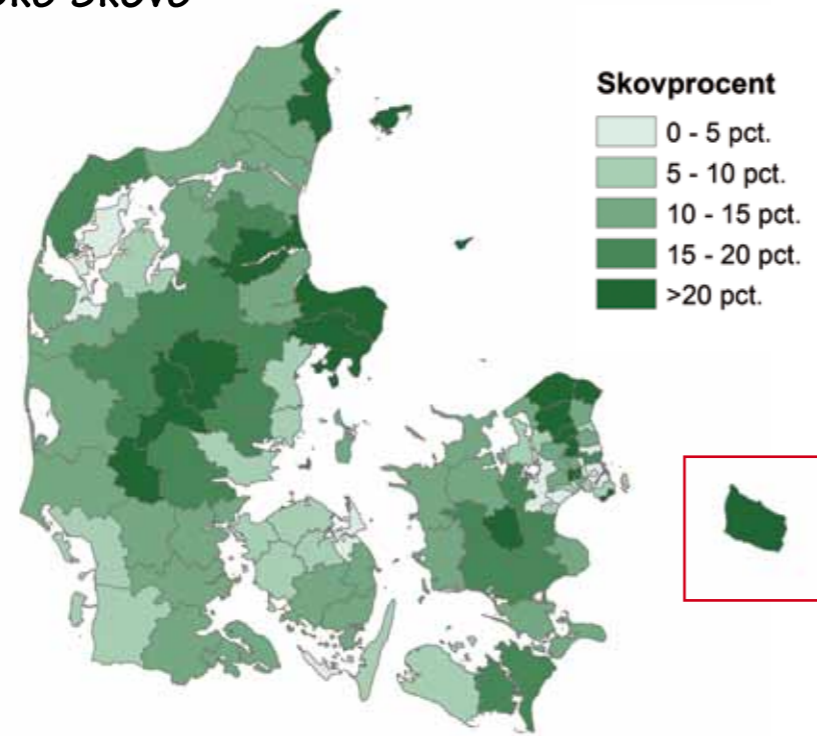 Skovprocent
0 - 5 pct.
5 - 10 pct.
10 - 15 pct.
15 - 20 pct.
>20 pct.